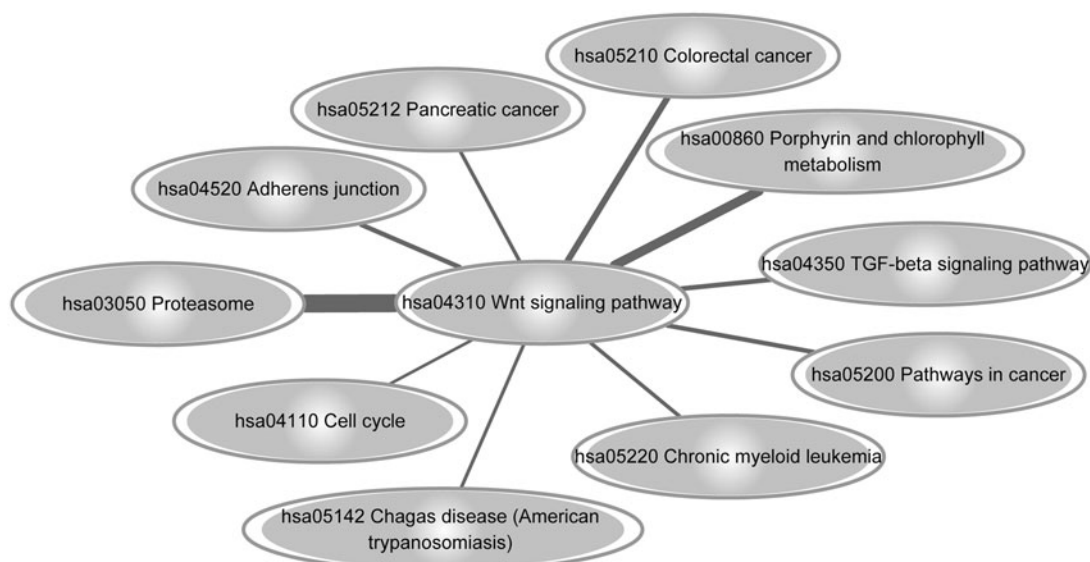 hsa05210 Colorectal cancer
hsa05212 Pancreatic cancer
hsa00860 Porphyrin and chlorophyll
metabolism
hsa04520 Adherens junction
hsa04350 TGF-beta signaling pathway
hsa03050 Proteasome
hsa04310 Wnt signaling pathway
hsa05200 Pathways in cancer
hsa04110 Cell cycle
hsa05220 Chronic myeloid leukemia
hsa05142 Chagas disease (American
trypanosomiasis)